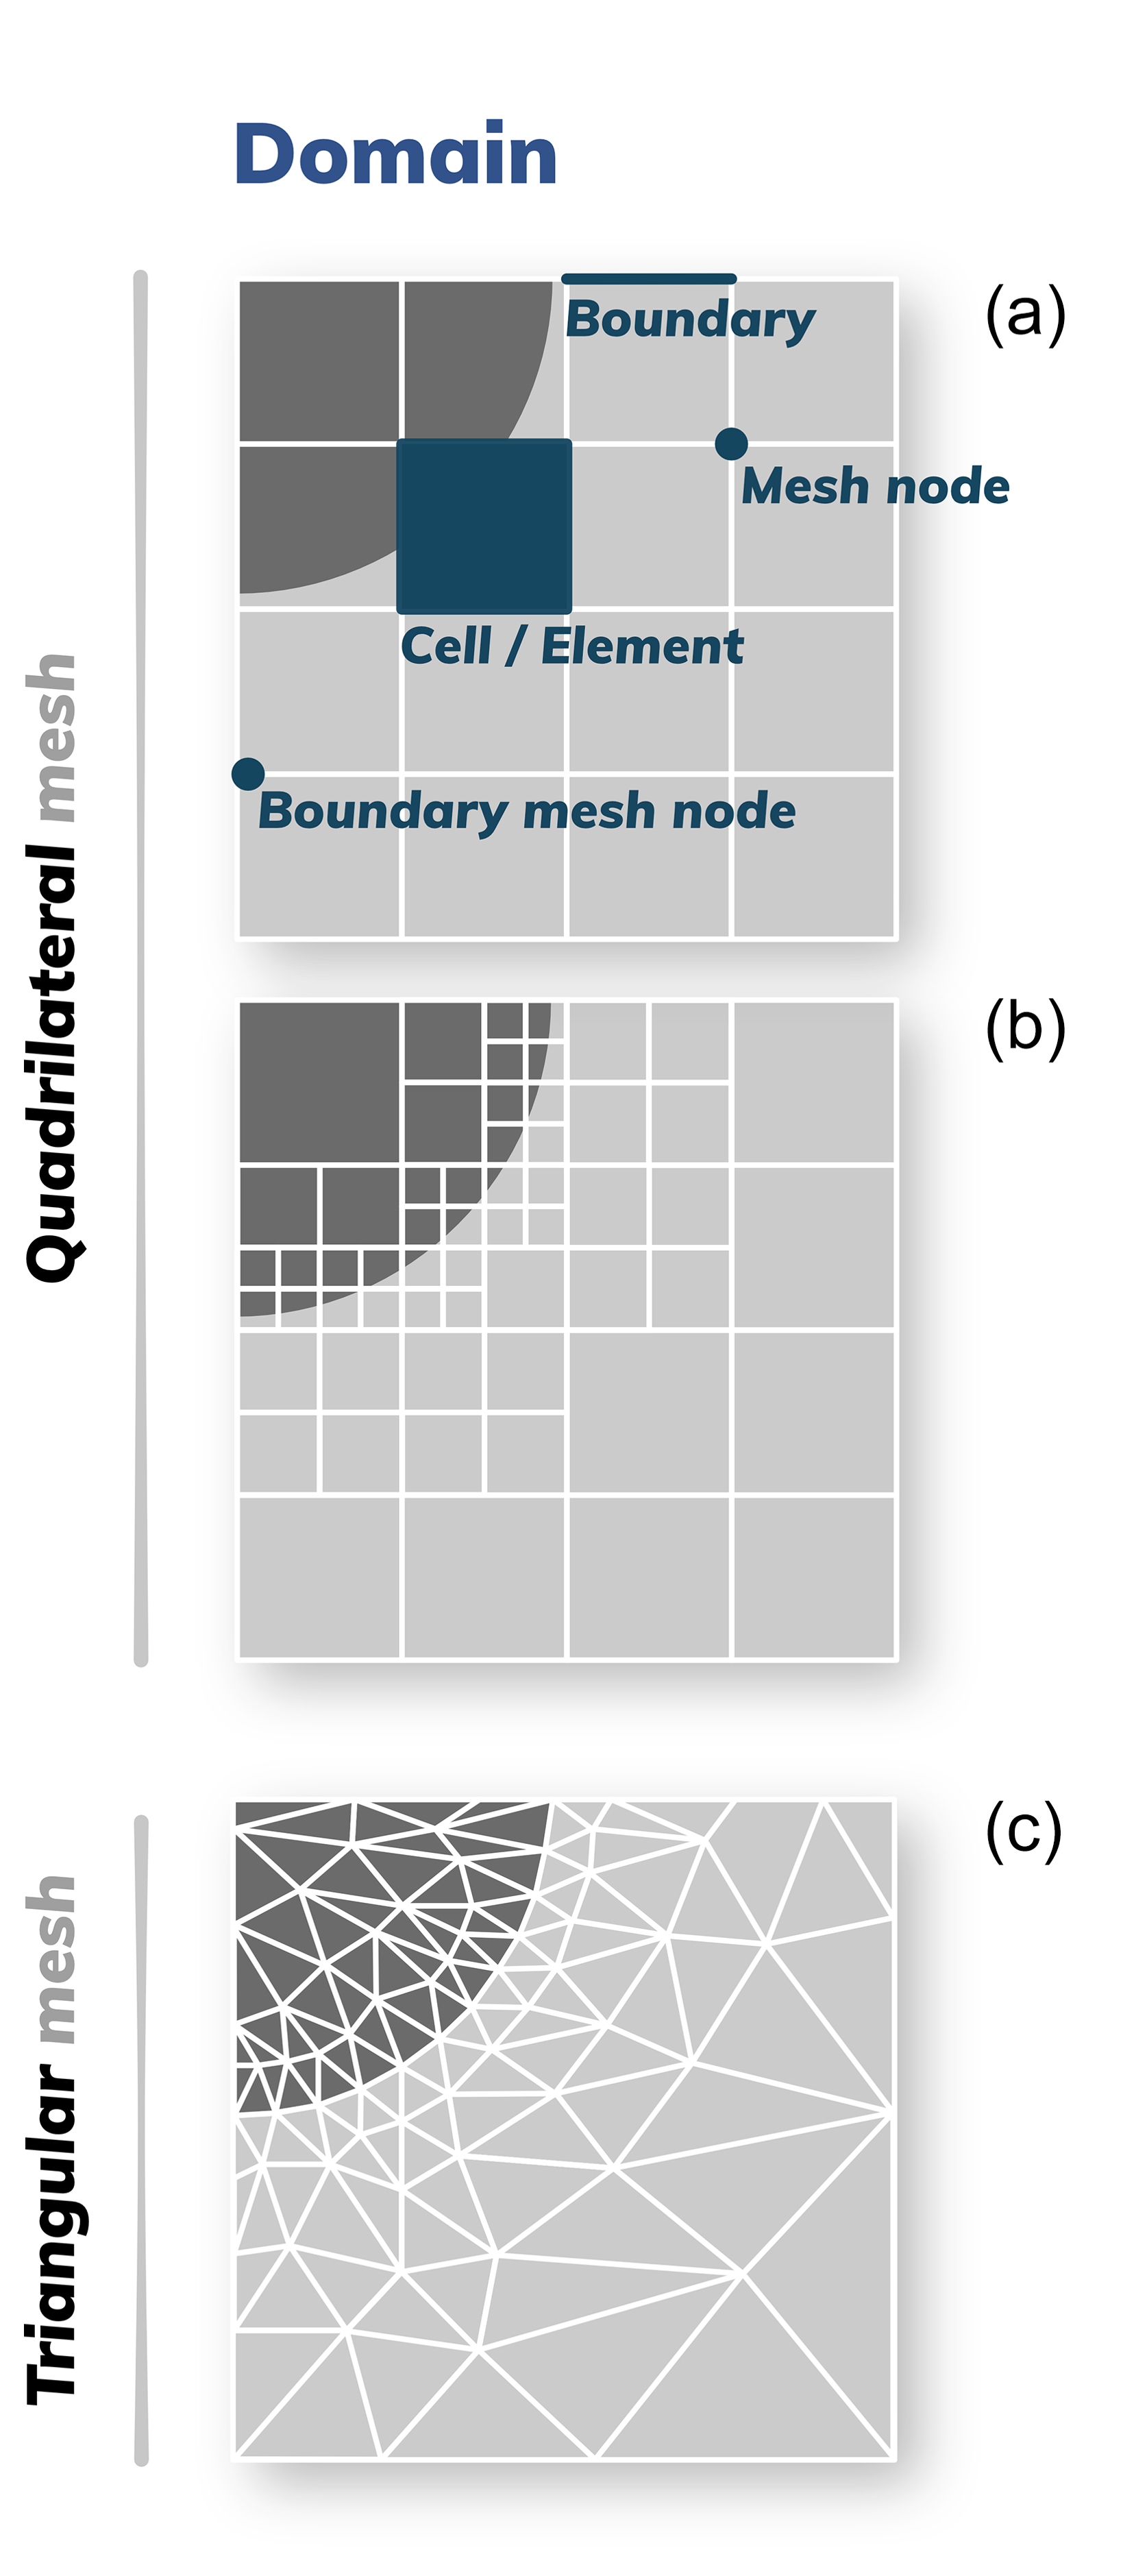 Domain
(a)
Boundary
Mesh node
Cell / Element
Boundary mesh node
Quadrilateral mesh
(b)
(c)
Triangular mesh